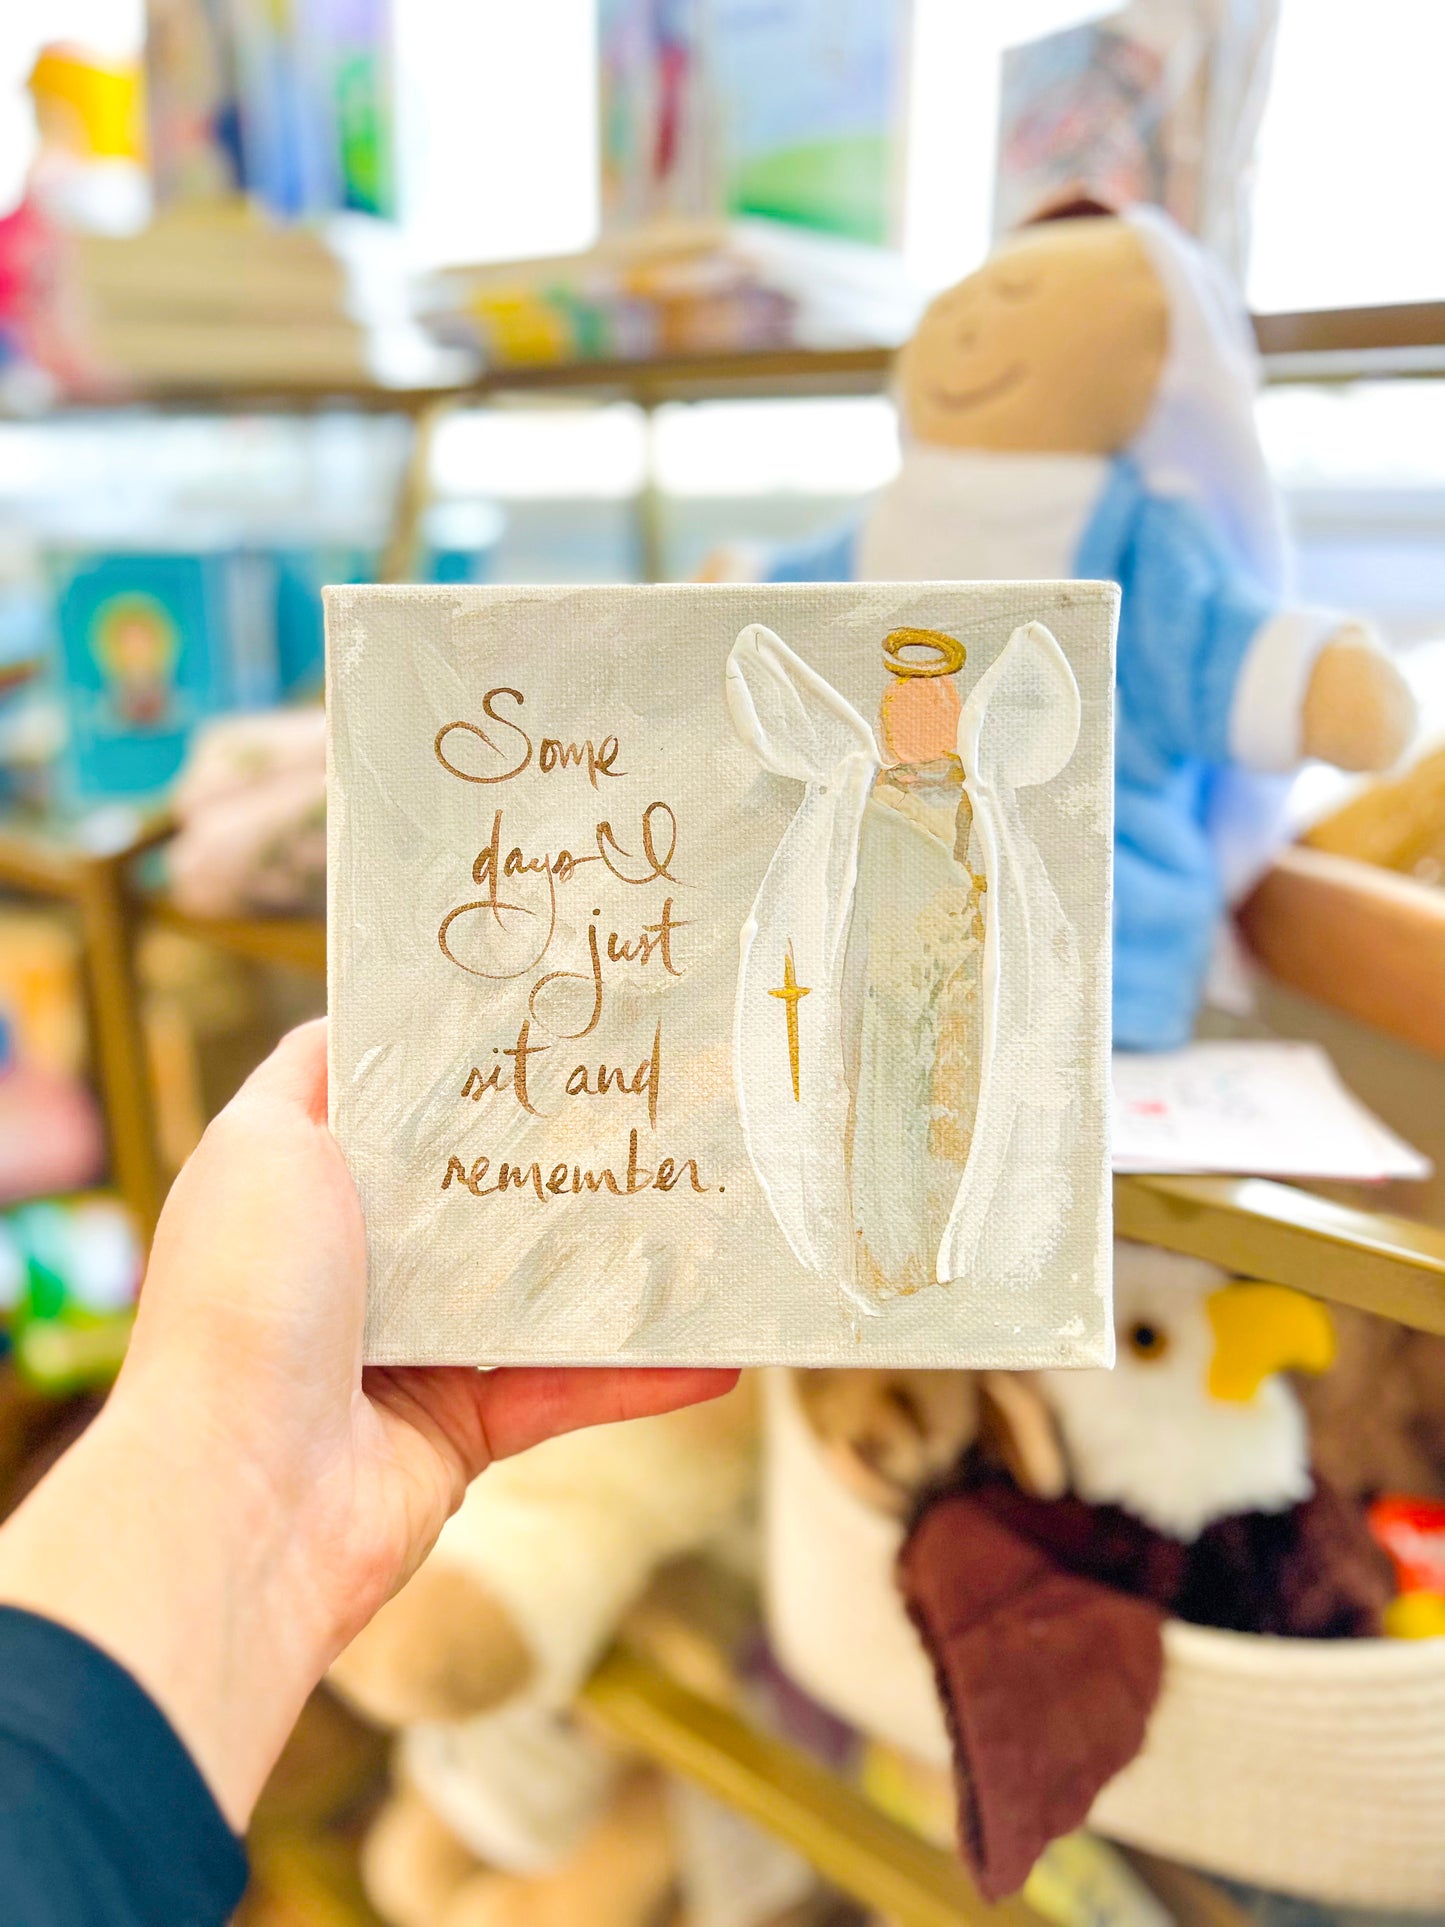 Some
days I
just
sit and
remember.